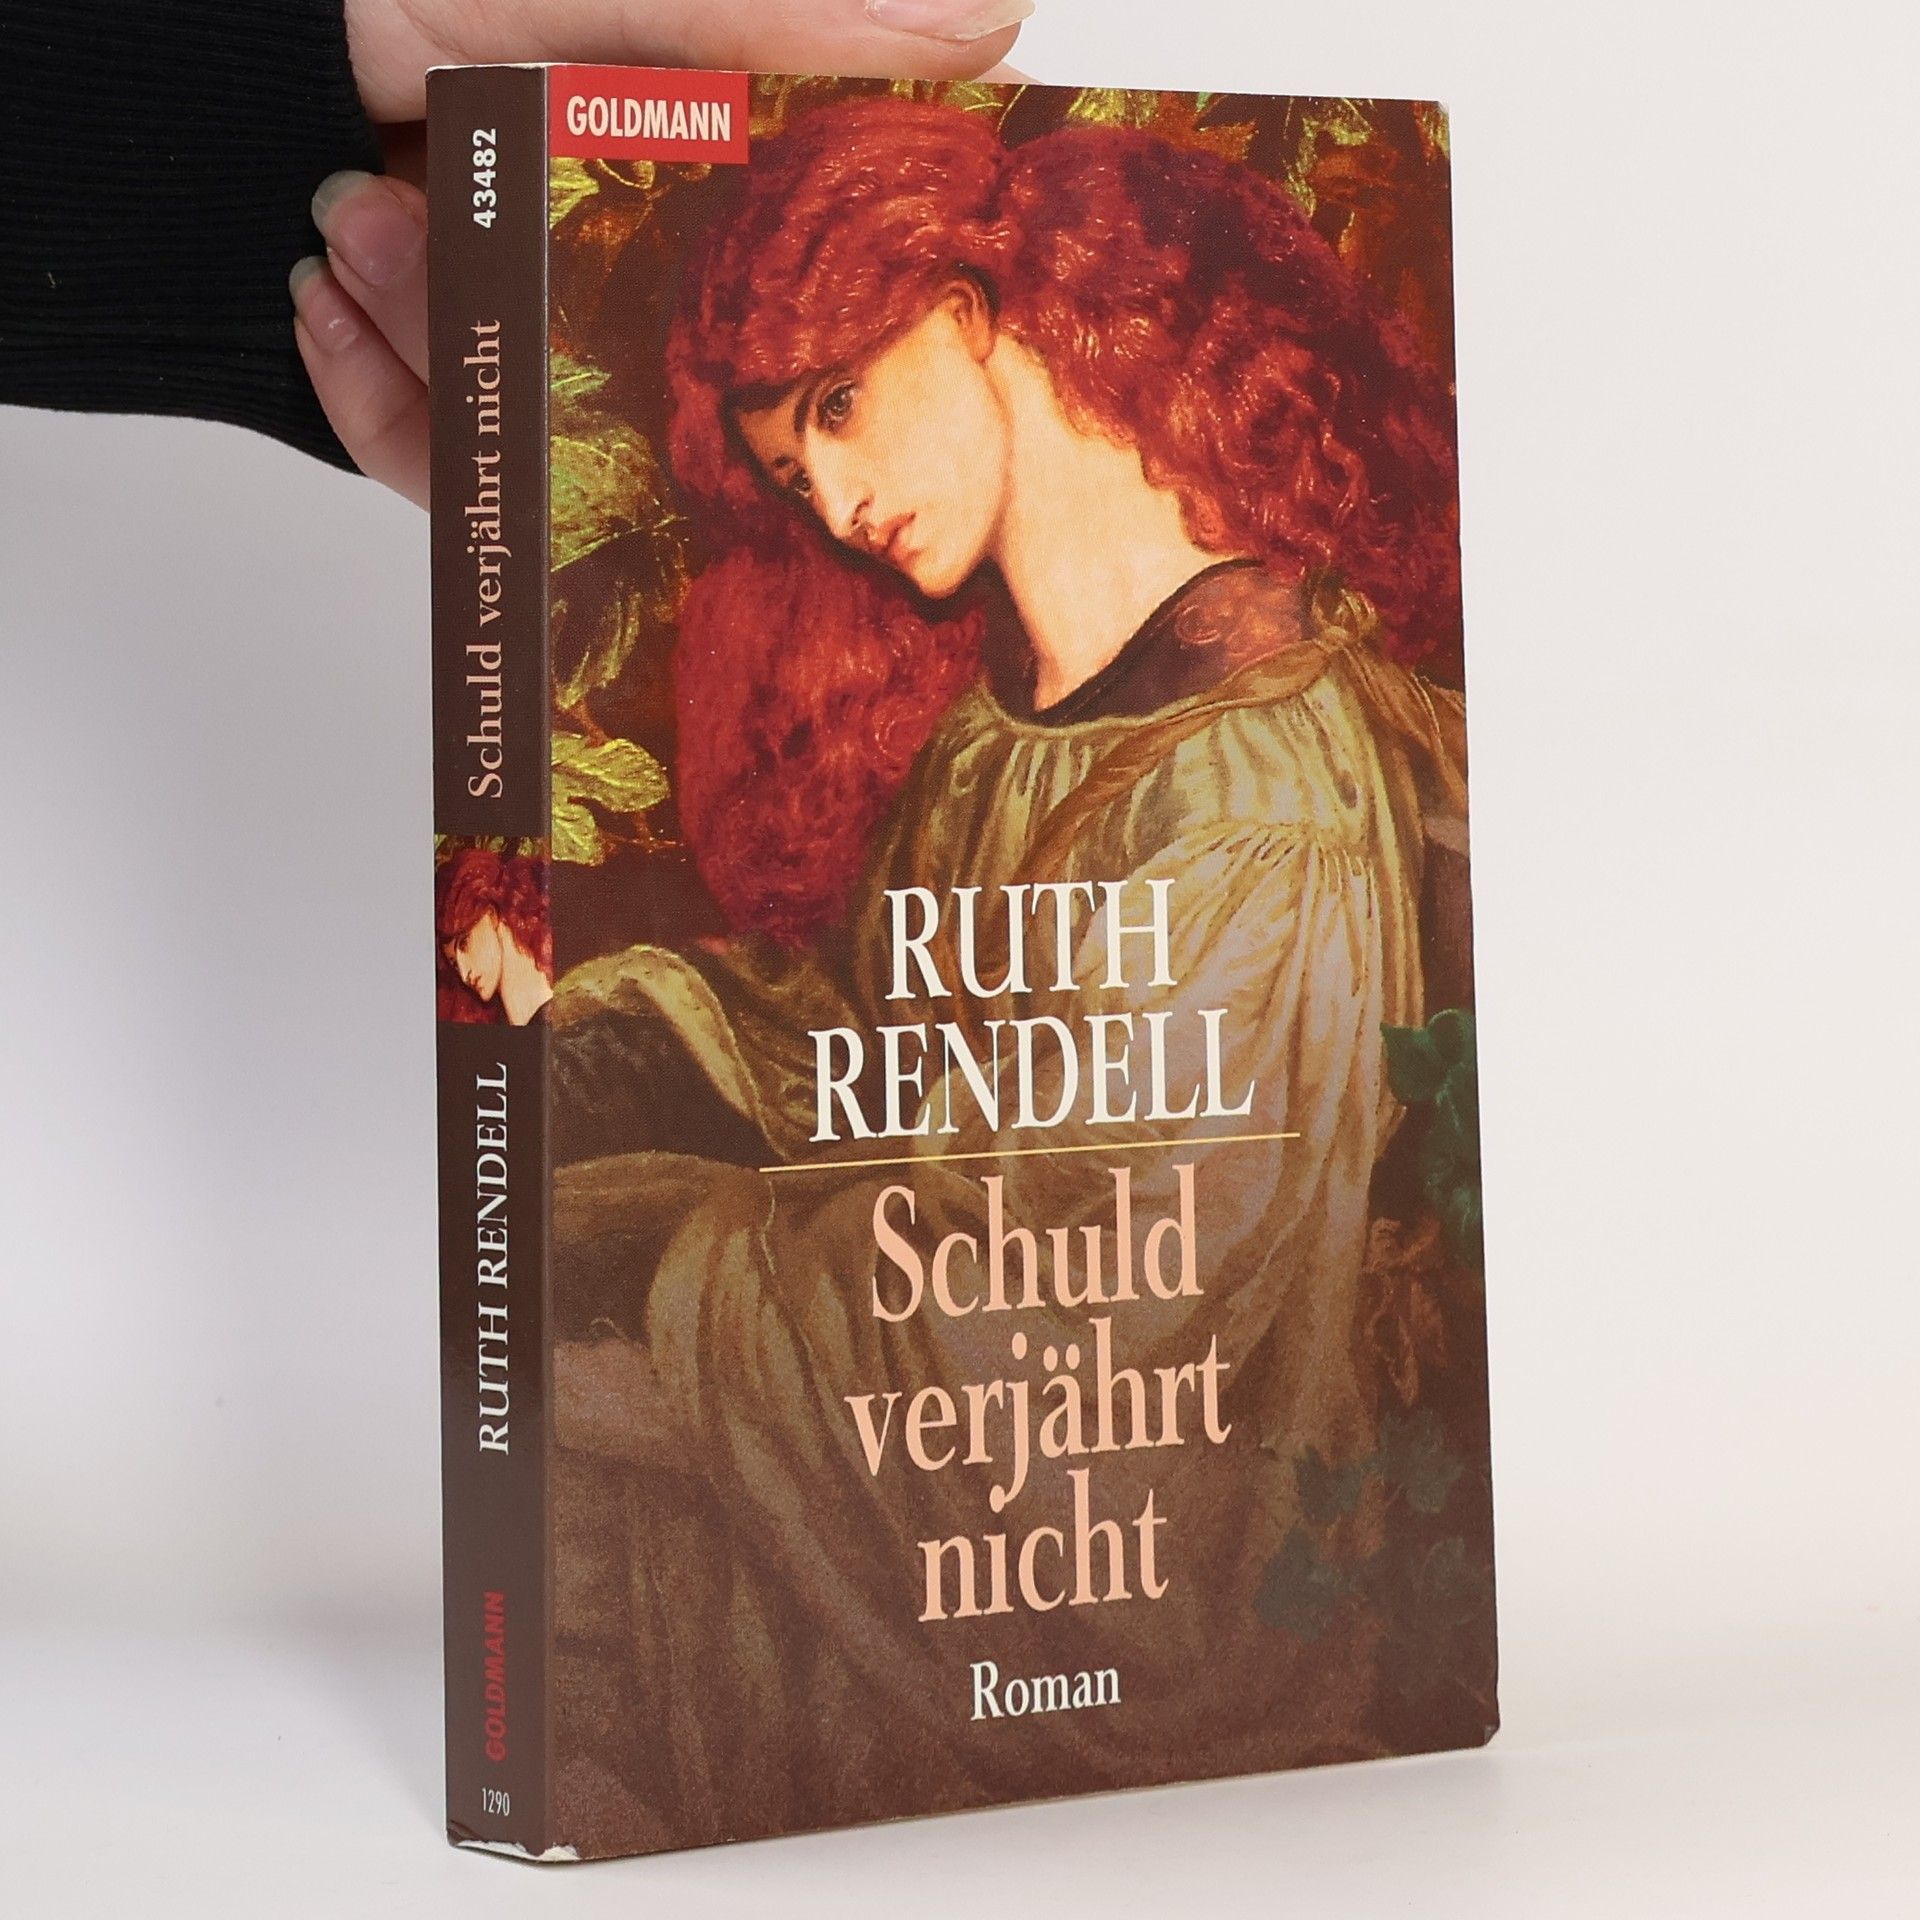 GOLDMANN
43482
Schuld verjährt nicht
RUTH RENDELL
GOLDMANN
1290
RUTH
RENDELL
Schuld
verjährt
nicht
Roman